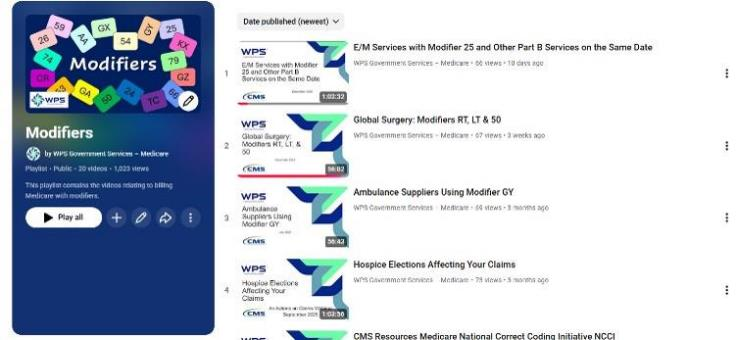 59
AA
GX
54
GY
25
KX
26
74
Modifiers
79
CR
GZ
GA
50
24
TC
66
WPS
Modifiers
by WPS Government Services – Medicare
Playlist • Public • 20 videos • 1,023 views
This playlist contains the videos relating to billing
Medicare with modifiers.
Play all
Date published (newest)
1
WPS
E/M Services with Modifier
25 and Other Part B
Services on the Same Date
CMS
1:03:32
E/M Services with Modifier 25 and Other Part B Services on the Same Date
WPS Government Services – Medicare • 66 views • 10 days ago
2
WPS
Global Surgery:
Modifiers RT, LT &
50
CMS
56:02
Global Surgery: Modifiers RT, LT & 50
WPS Government Services – Medicare • 67 views • 3 weeks ago
3
WPS
Ambulance
Suppliers Using
Modifier GY
CMS
56:43
Ambulance Suppliers Using Modifier GY
WPS Government Services – Medicare • 69 views • 3 months ago
4
WPS
Hospice Elections
Affecting Your
Claims
September 2025
CMS
1:03:56
Hospice Elections Affecting Your Claims
WPS Government Services – Medicare • 73 views • 3 months ago
WPS
CMS Resources Medicare National Correct Coding Initiative NCCI